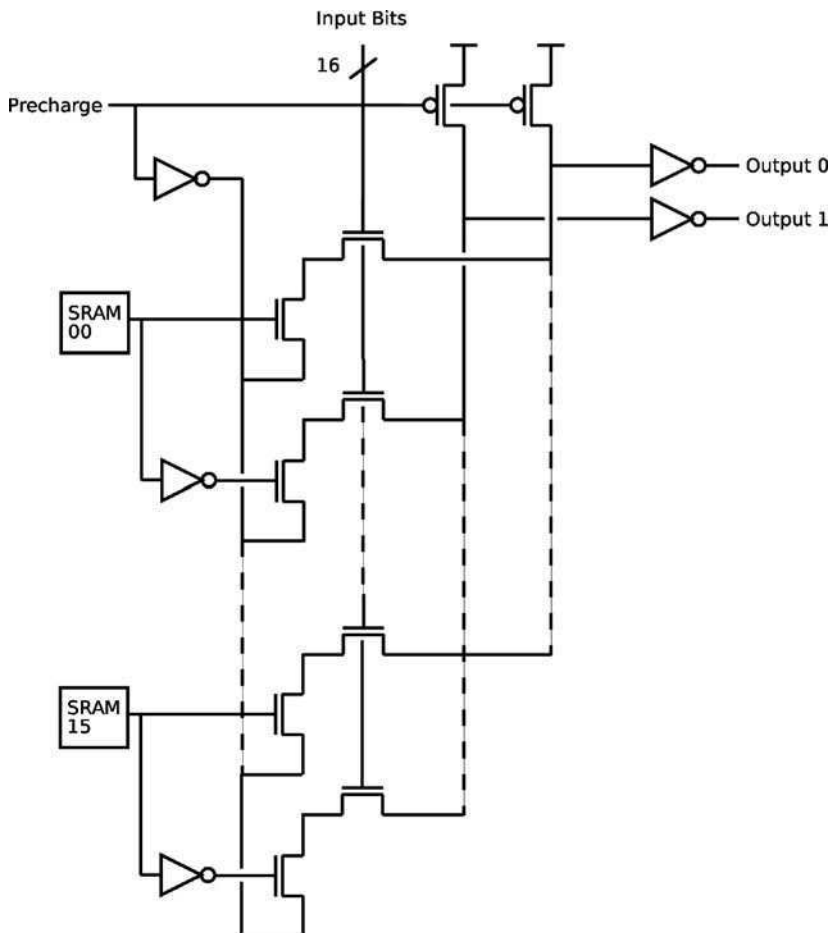 Input Bits
16
Precharge
Output 0
Output 1
SRAM
00
SRAM
15